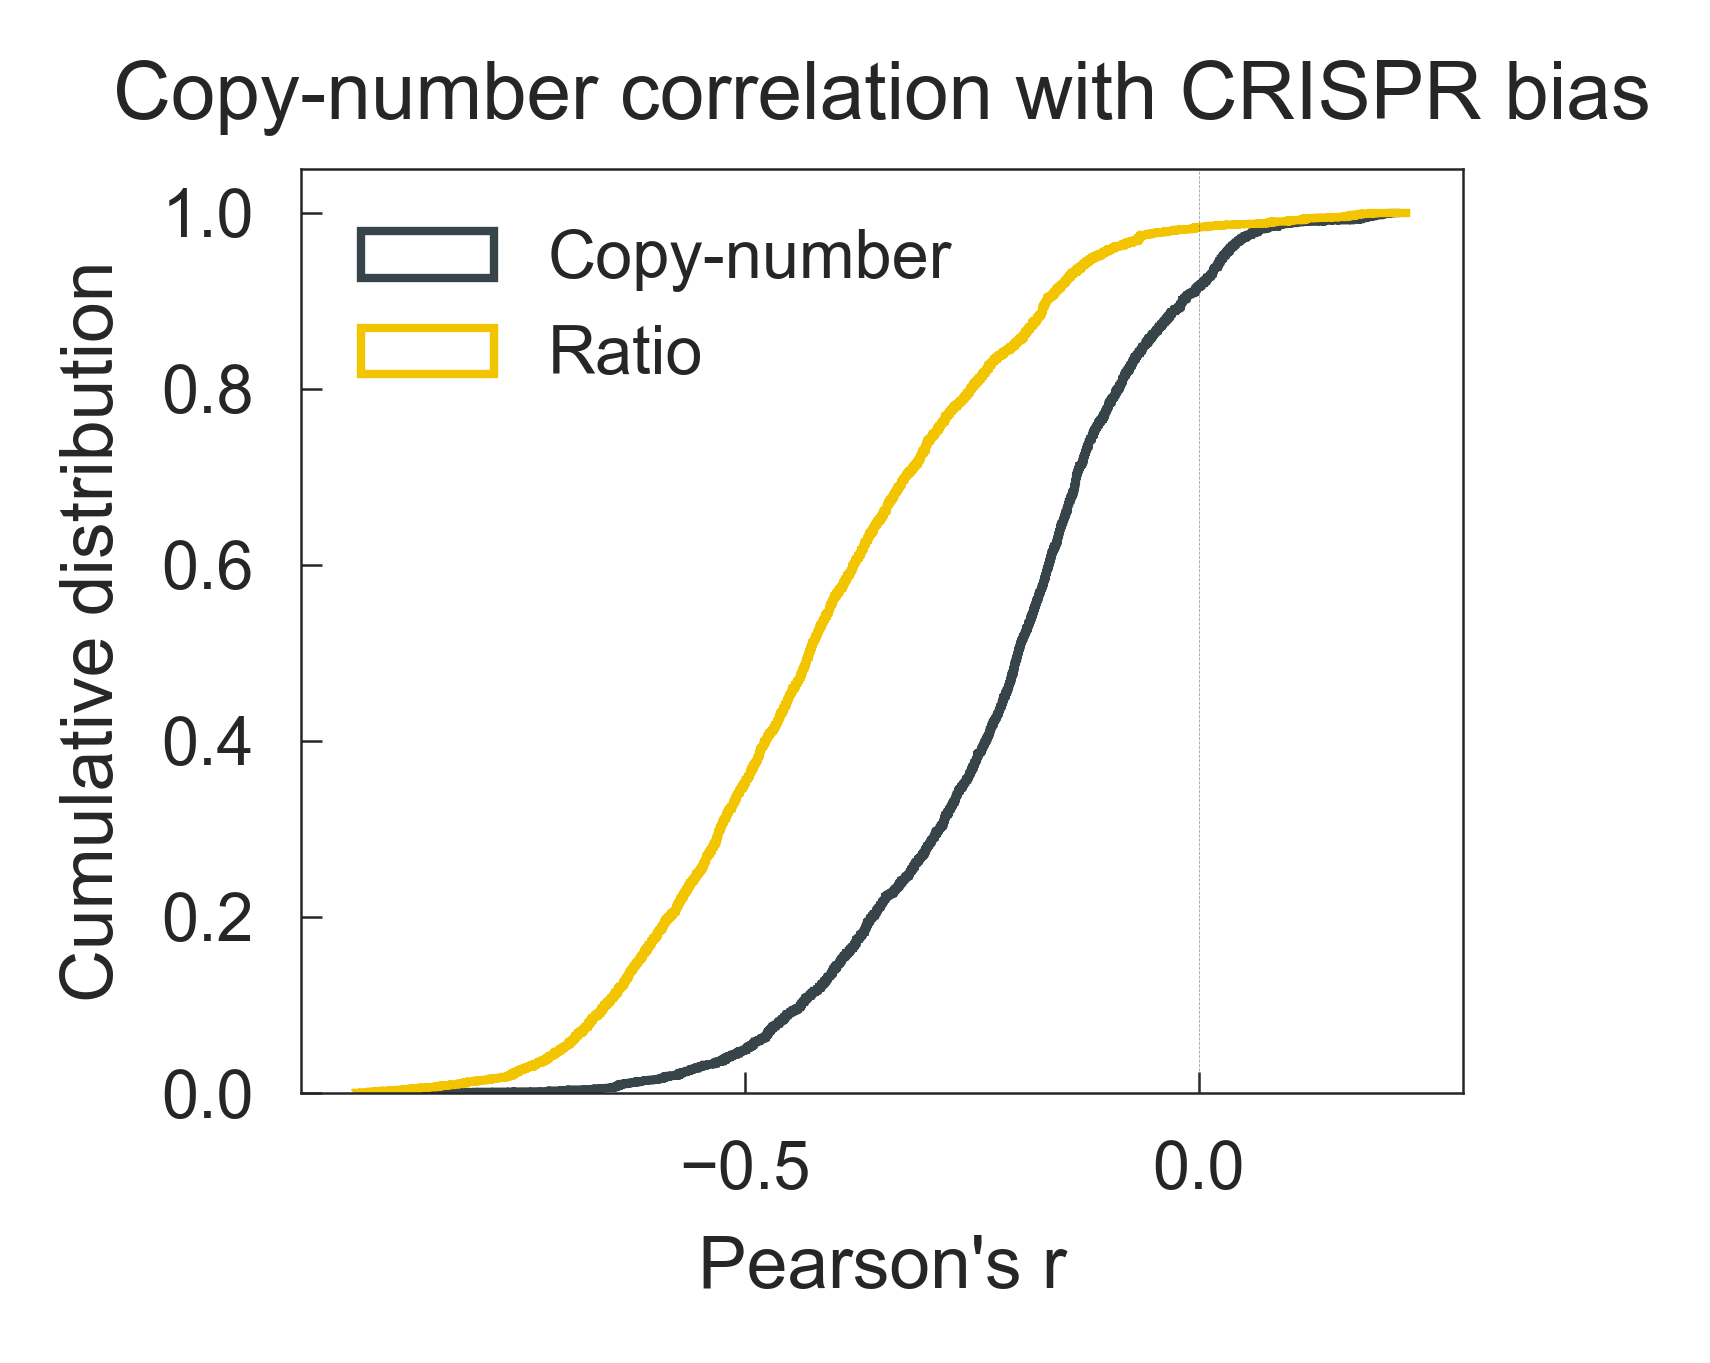 Copy-number correlation with CRISPR bias
Copy-number
Ratio
Cumulative distribution
1.0
0.8
0.6
0.4
0.2
0.0
−0.5
0.0
Pearson's r